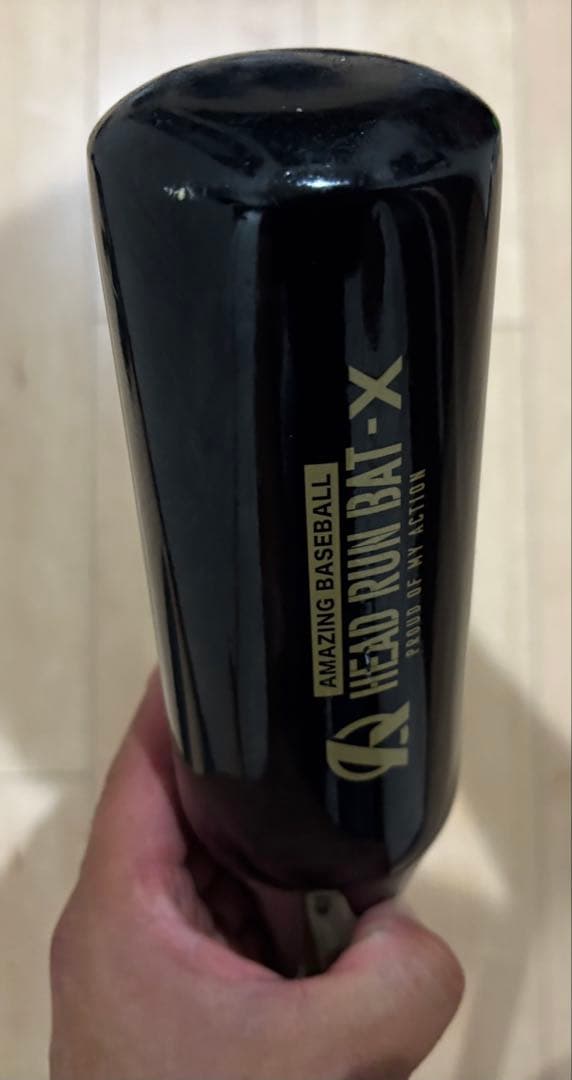 AMAZING BASEBALL
HEAD RUN BAT-X
PROUD OF MY ACTION